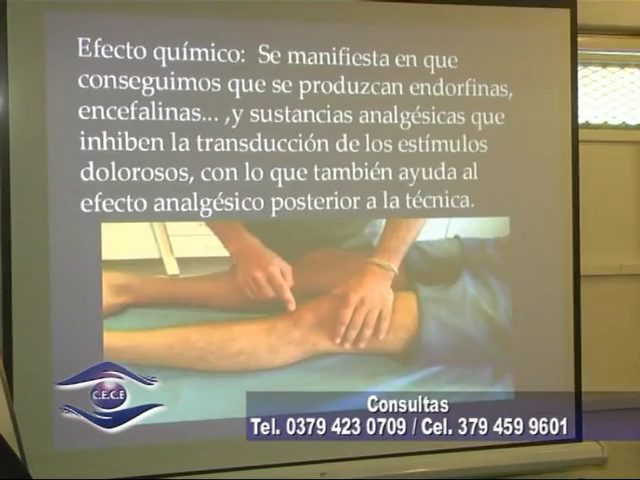 Efecto químico: Se manifiesta en que
conseguimos que se produzcan endorfinas,
encefalinas... ,y sustancias analgésicas que
inhiben la transducción de los estímulos
dolorosos, con lo que también ayuda al
efecto analgésico posterior a la técnica.
C.E.C.E
Consultas
Tel. 0379 423 0709 / Cel. 379 459 9601